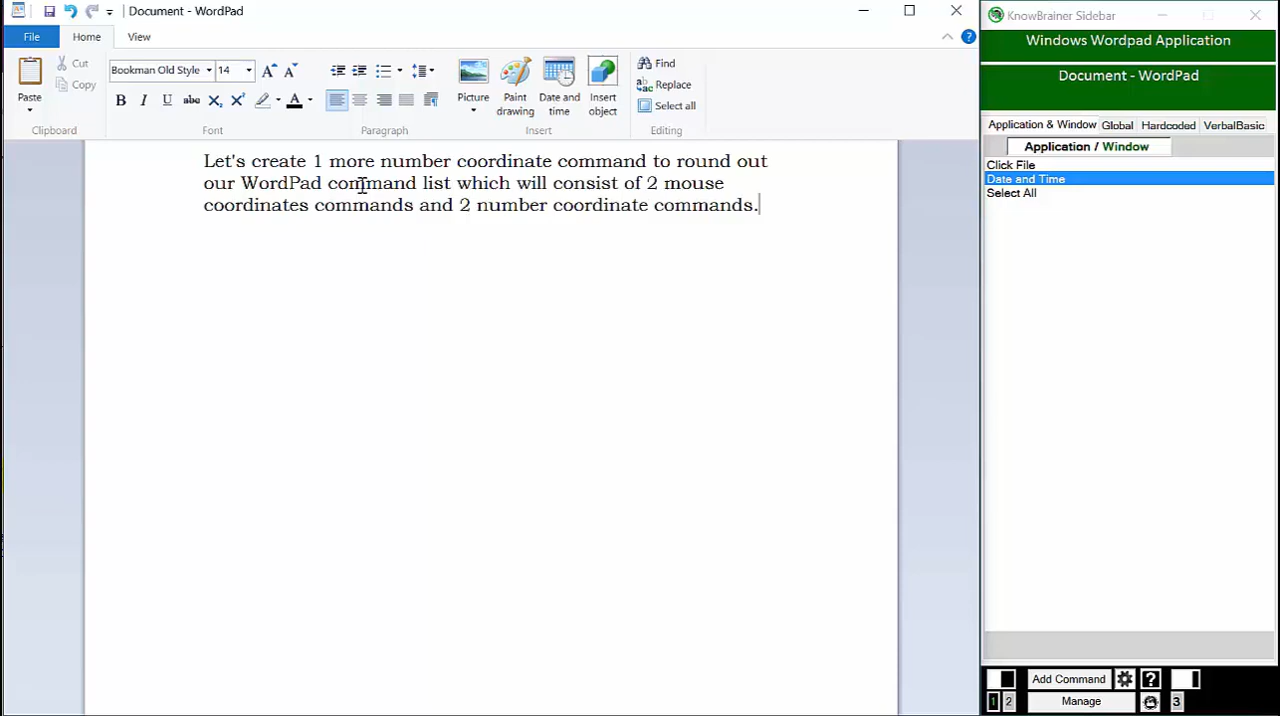 Document - WordPad
File
Home
View
Paste
Cut
Copy
Clipboard
Bookman Old Style
14
A A
B I U abc X₂ X² A
Font
Paragraph
Picture
Paint drawing
Date and time
Insert object
Insert
Find
Replace
Select all
Editing
Let's create 1 more number coordinate command to round out
our WordPad command list which will consist of 2 mouse
coordinates commands and 2 number coordinate commands.
KnowBrainer Sidebar
Windows Wordpad Application
Document - WordPad
Application & Window Global Hardcoded VerbalBasic
Application / Window
Click File
Date and Time
Select All
Add Command
?
1 2 Manage 3